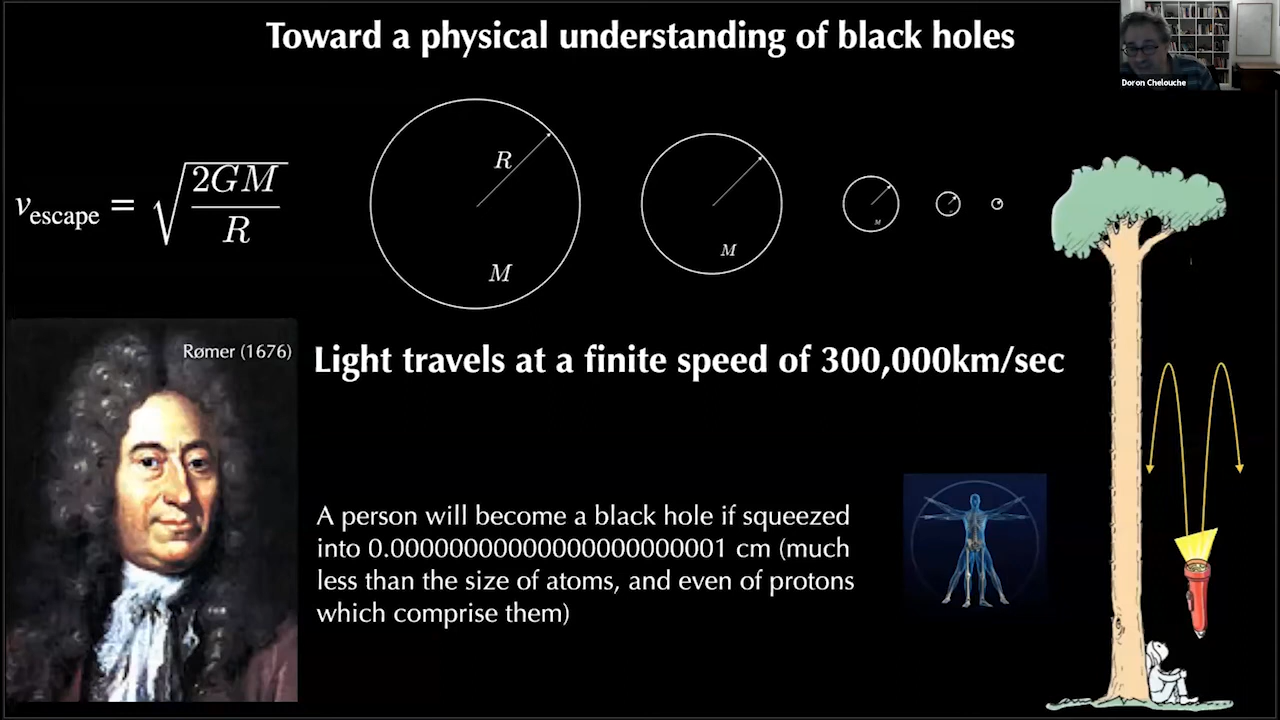 Toward a physical understanding of black holes
Doron Chelouche
v_escape = √(2GM/R)
R
M
M
M
Rømer (1676)
Light travels at a finite speed of 300,000km/sec
A person will become a black hole if squeezed
into 0.00000000000000000000001 cm (much
less than the size of atoms, and even of protons
which comprise them)